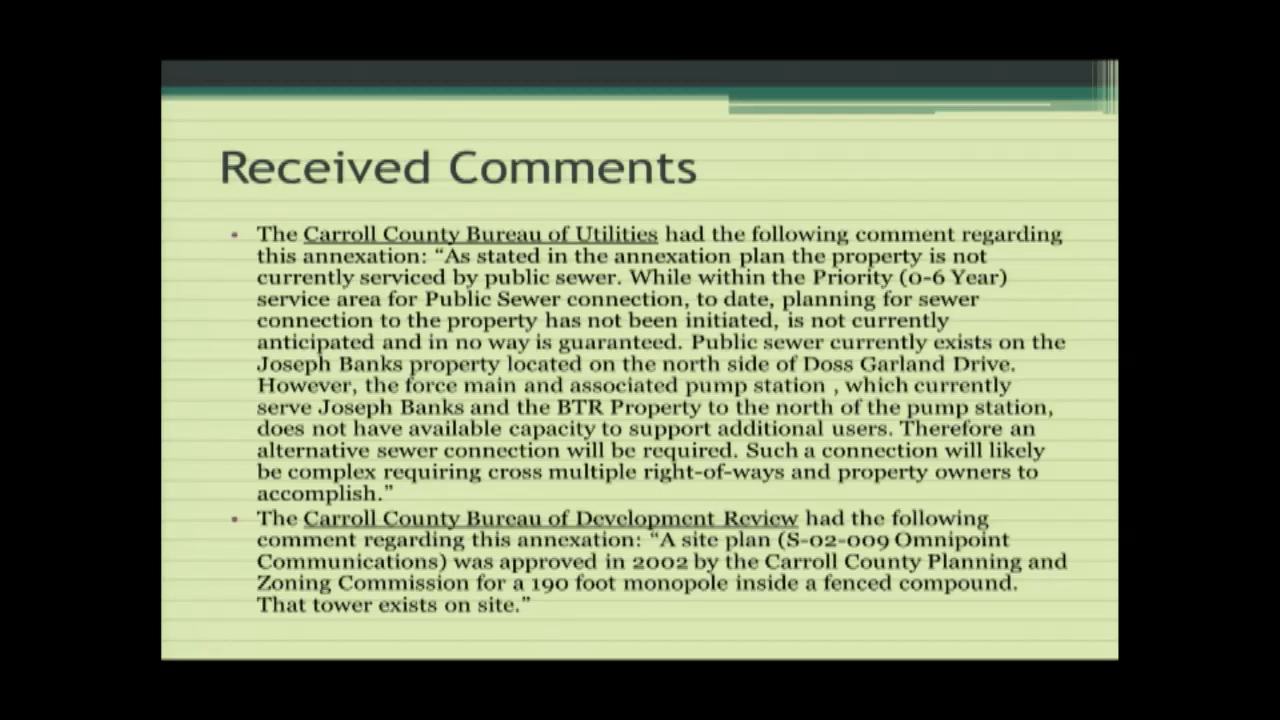 Received Comments
• The Carroll County Bureau of Utilities had the following comment regarding
this annexation: “As stated in the annexation plan the property is not
currently serviced by public sewer. While within the Priority (0-6 Year)
service area for Public Sewer connection, to date, planning for sewer
connection to the property has not been initiated, is not currently
anticipated and in no way is guaranteed. Public sewer currently exists on the
Joseph Banks property located on the north side of Doss Garland Drive.
However, the force main and associated pump station , which currently
serve Joseph Banks and the BTR Property to the north of the pump station,
does not have available capacity to support additional users. Therefore an
alternative sewer connection will be required. Such a connection will likely
be complex requiring cross multiple right-of-ways and property owners to
accomplish.”
• The Carroll County Bureau of Development Review had the following
comment regarding this annexation: “A site plan (S-02-009 Omnipoint
Communications) was approved in 2002 by the Carroll County Planning and
Zoning Commission for a 190 foot monopole inside a fenced compound.
That tower exists on site.”